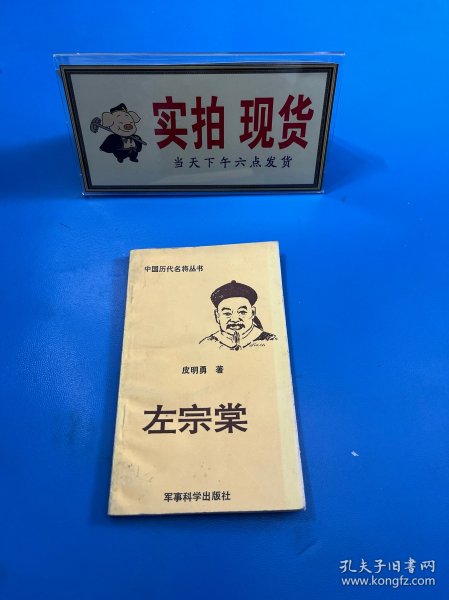 实拍 现货
当天下午六点发货
中国历代名将丛书
皮明勇 著
左宗棠
军事科学出版社
孔夫子旧书网
www.kongfz.com